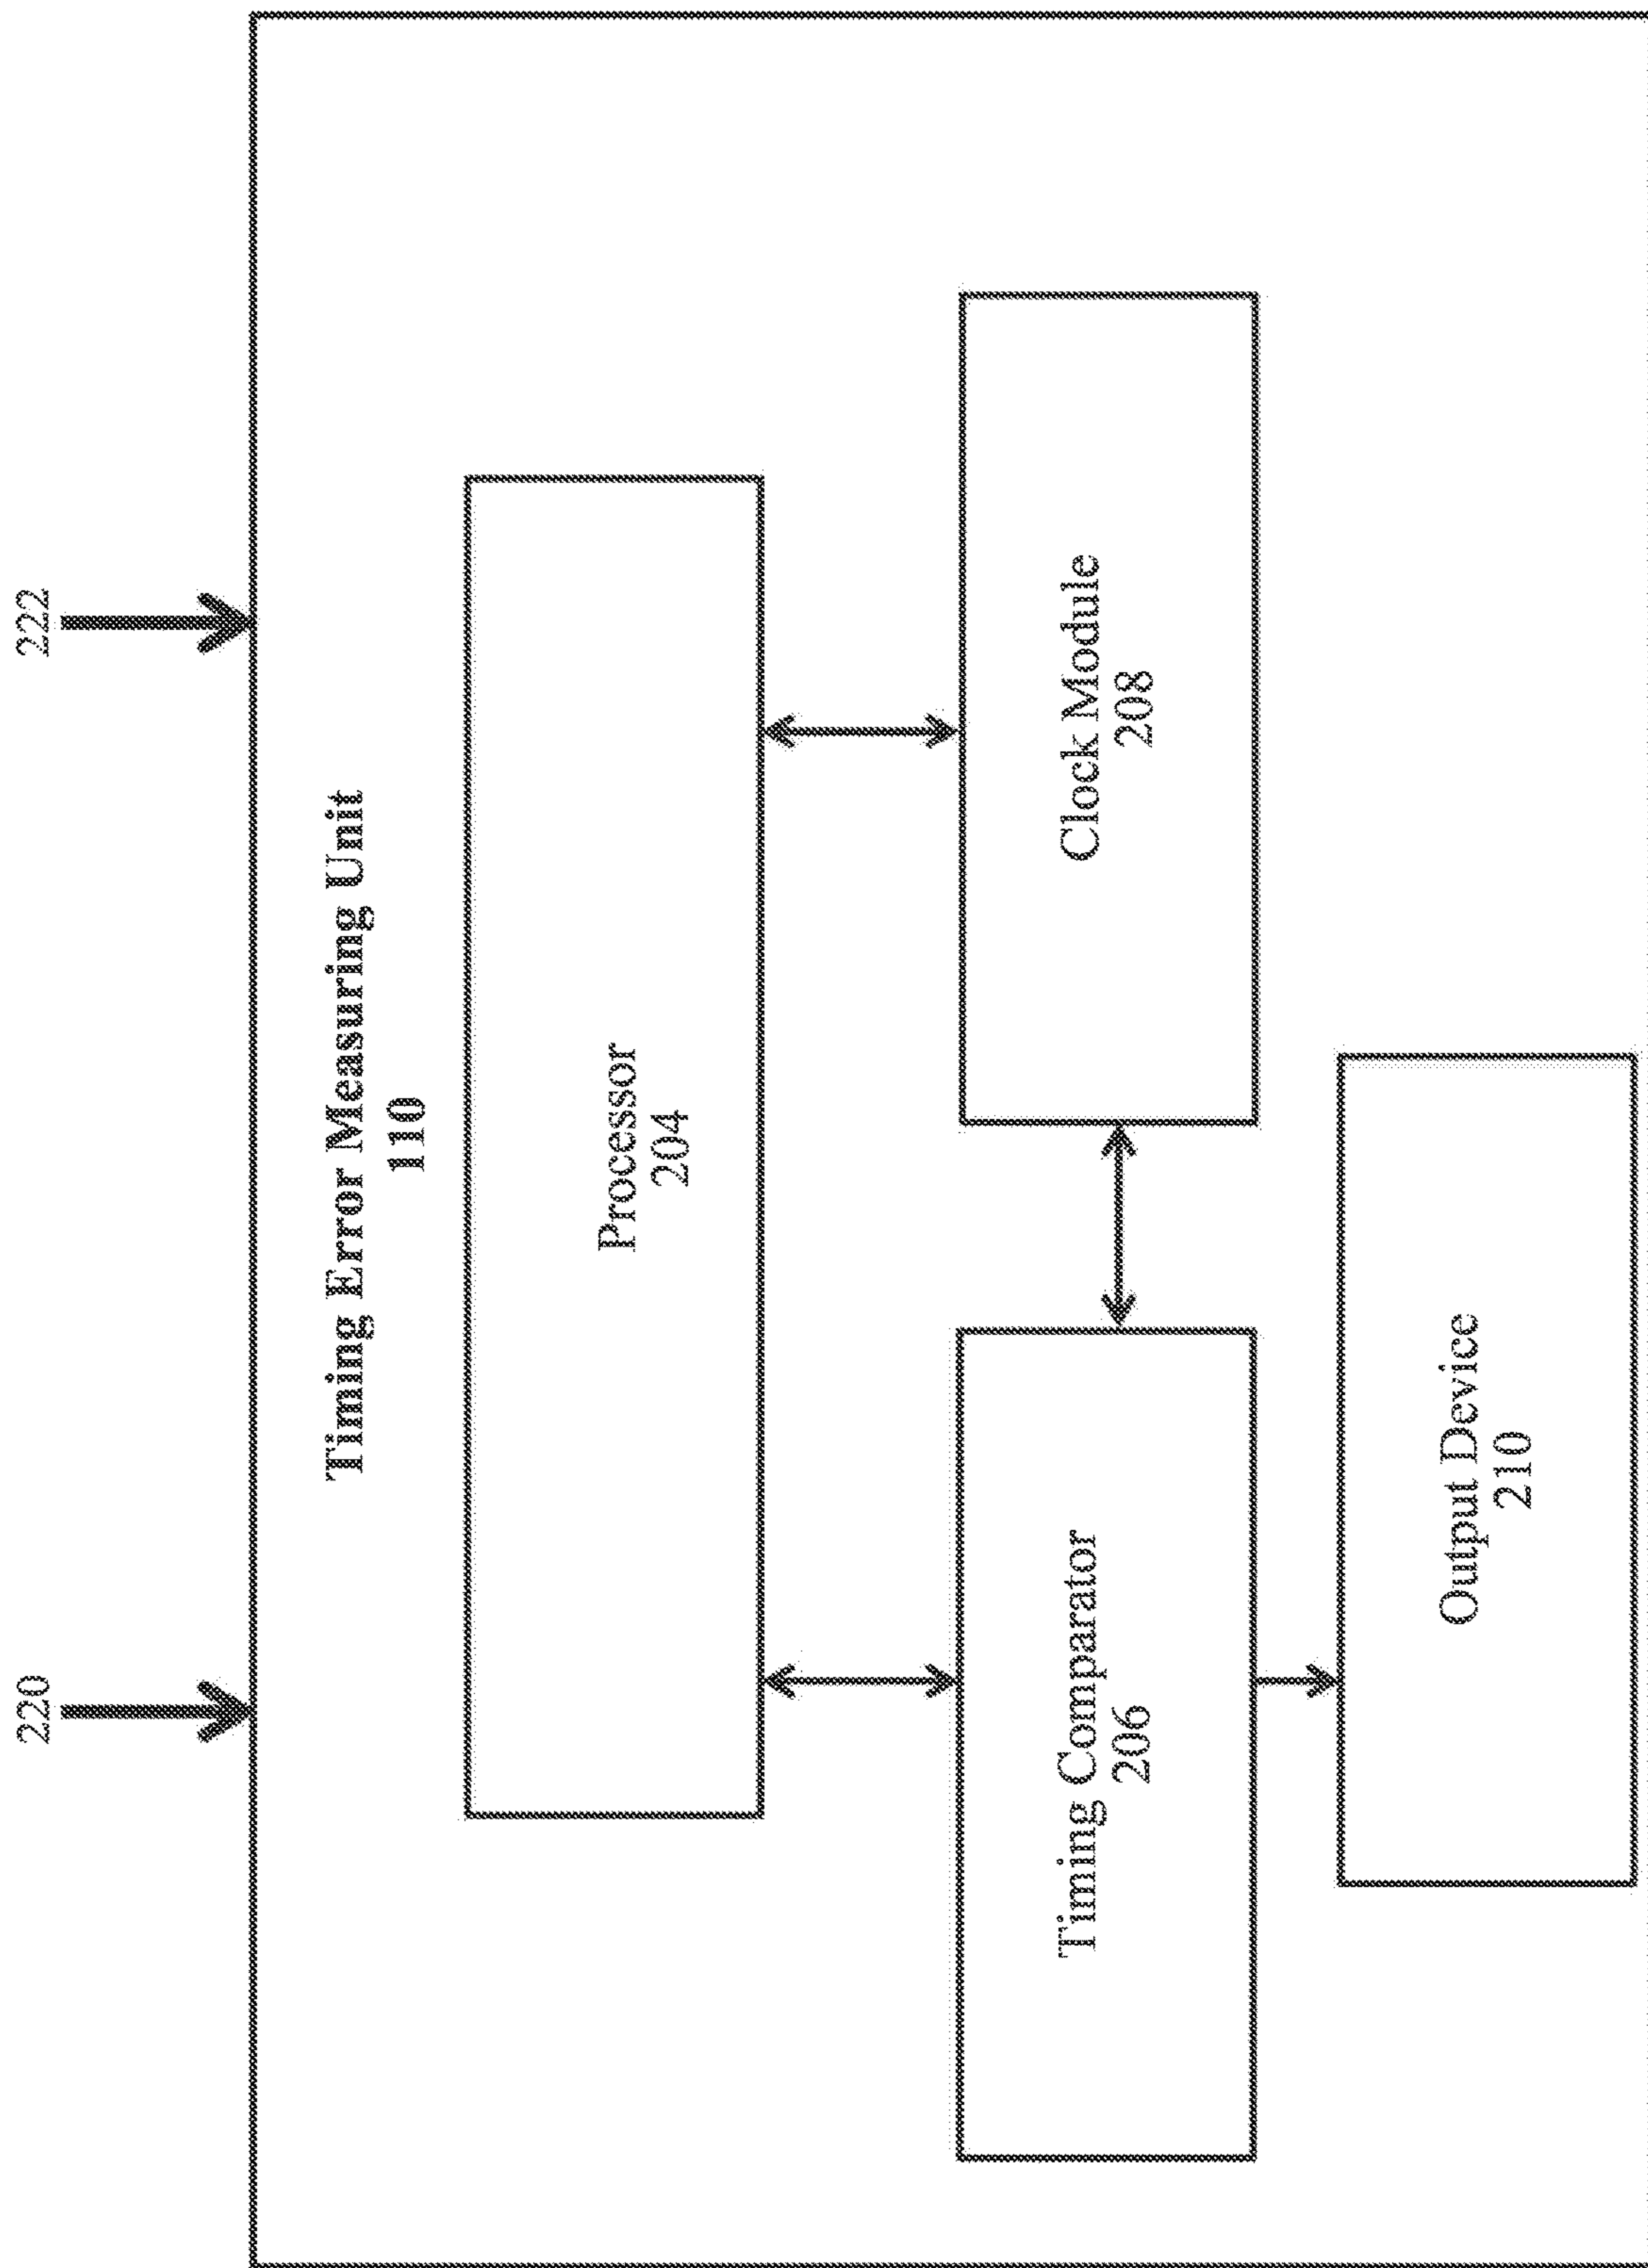 220
222
Timing Error Measuring Unit
110
Processor
204
Timing Comparator
206
Clock Module
208
Output Device
210